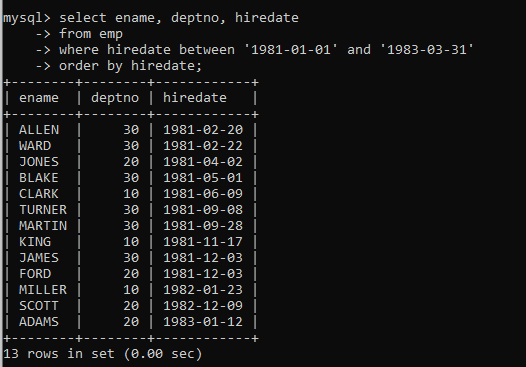 mysql> select ename, deptno, hiredate
    -> from emp
    -> where hiredate between '1981-01-01' and '1983-03-31'
    -> order by hiredate;
+--------+--------+------------+
| ename  | deptno | hiredate   |
+--------+--------+------------+
| ALLEN  |     30 | 1981-02-20 |
| WARD   |     30 | 1981-02-22 |
| JONES  |     20 | 1981-04-02 |
| BLAKE  |     30 | 1981-05-01 |
| CLARK  |     10 | 1981-06-09 |
| TURNER |     30 | 1981-09-08 |
| MARTIN |     30 | 1981-09-28 |
| KING   |     10 | 1981-11-17 |
| JAMES  |     30 | 1981-12-03 |
| FORD   |     20 | 1981-12-03 |
| MILLER |     10 | 1982-01-23 |
| SCOTT  |     20 | 1982-12-09 |
| ADAMS  |     20 | 1983-01-12 |
+--------+--------+------------+
13 rows in set (0.00 sec)